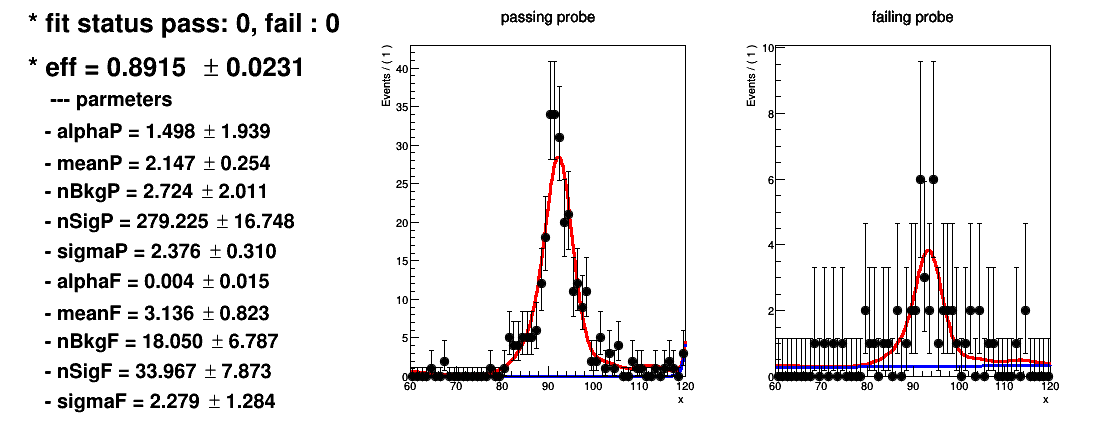 * fit status pass: 0, fail : 0
* eff = 0.8915 ± 0.0231
--- parmeters
- alphaP = 1.498 ± 1.939
- meanP = 2.147 ± 0.254
- nBkgP = 2.724 ± 2.011
- nSigP = 279.225 ± 16.748
- sigmaP = 2.376 ± 0.310
- alphaF = 0.004 ± 0.015
- meanF = 3.136 ± 0.823
- nBkgF = 18.050 ± 6.787
- nSigF = 33.967 ± 7.873
- sigmaF = 2.279 ± 1.284
passing probe
Events / ( 1 )
40
35
30
25
20
15
10
5
0
60 70 80 90 100 110 120
x
failing probe
Events / ( 1 )
10
8
6
4
2
0
60 70 80 90 100 110 120
x